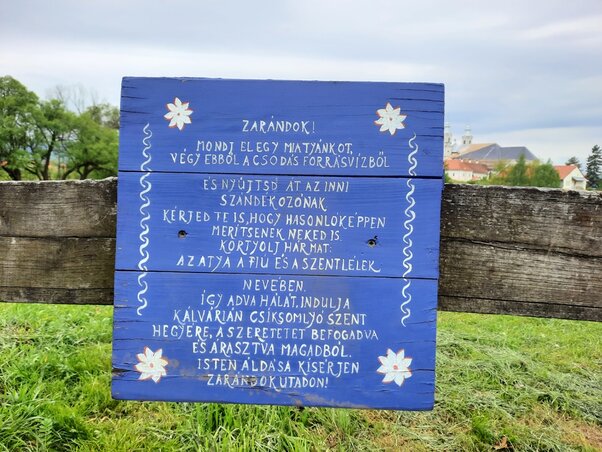 ZARÁNDOK!
MONDJ EL EGY MIATYÁNKOT,
VÉGY EBBŐL A CSODÁS FORRÁSVÍZBŐL
ÉS NYÚJTSD ÁT AZ INNI
SZÁNDÉKOZÓNAK.
KÉRJED TE IS, HOGY HASONLÓKÉPPEN
MERÍTSENEK NEKED IS.
KORTYOLJ HÁRMAT:
AZ ATYA A FIÚ ÉS A SZENTLÉLEK
NEVÉBEN.
ÍGY ADVA HÁLÁT, INDULJ A
KÁLVÁRIÁN CSÍKSOMLYÓ SZENT
HEGYÉRE, A SZERETETET BEFOGADVA
ÉS ÁRASZTVA MAGADBÓL.
ISTEN ÁLDÁSA KÍSÉRJEN
ZARÁNDOKUTADON!